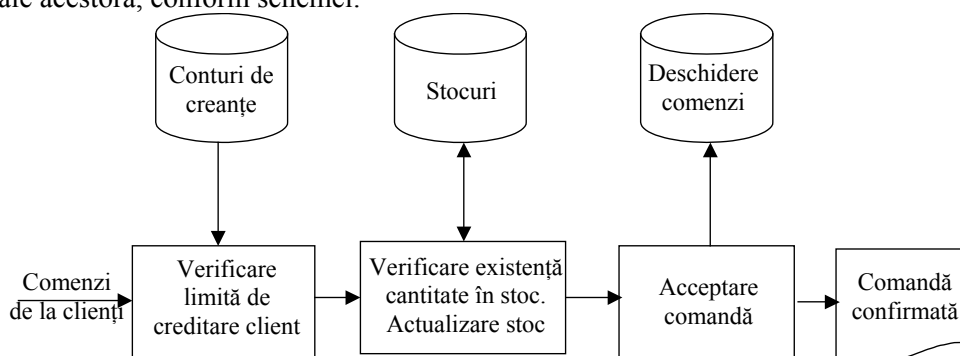 ale acestora, conform schemei.
Conturi de
creanțe
Stocuri
Deschidere
comenzi
Comenzi
de la clienți
Verificare
limită de
creditare client
Verificare existență
cantitate în stoc.
Actualizare stoc
Acceptare
comandă
Comandă
confirmată